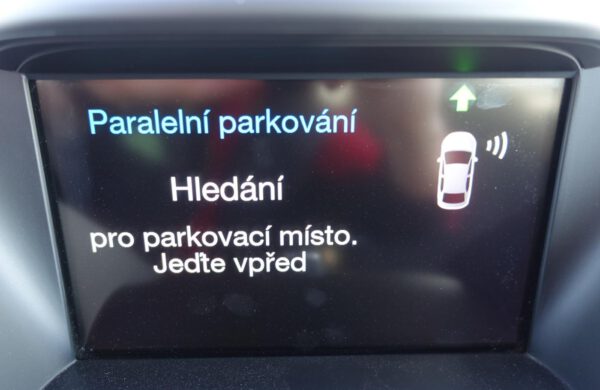 Paralelní parkování
Hledání
pro parkovací místo.
Jeďte vpřed